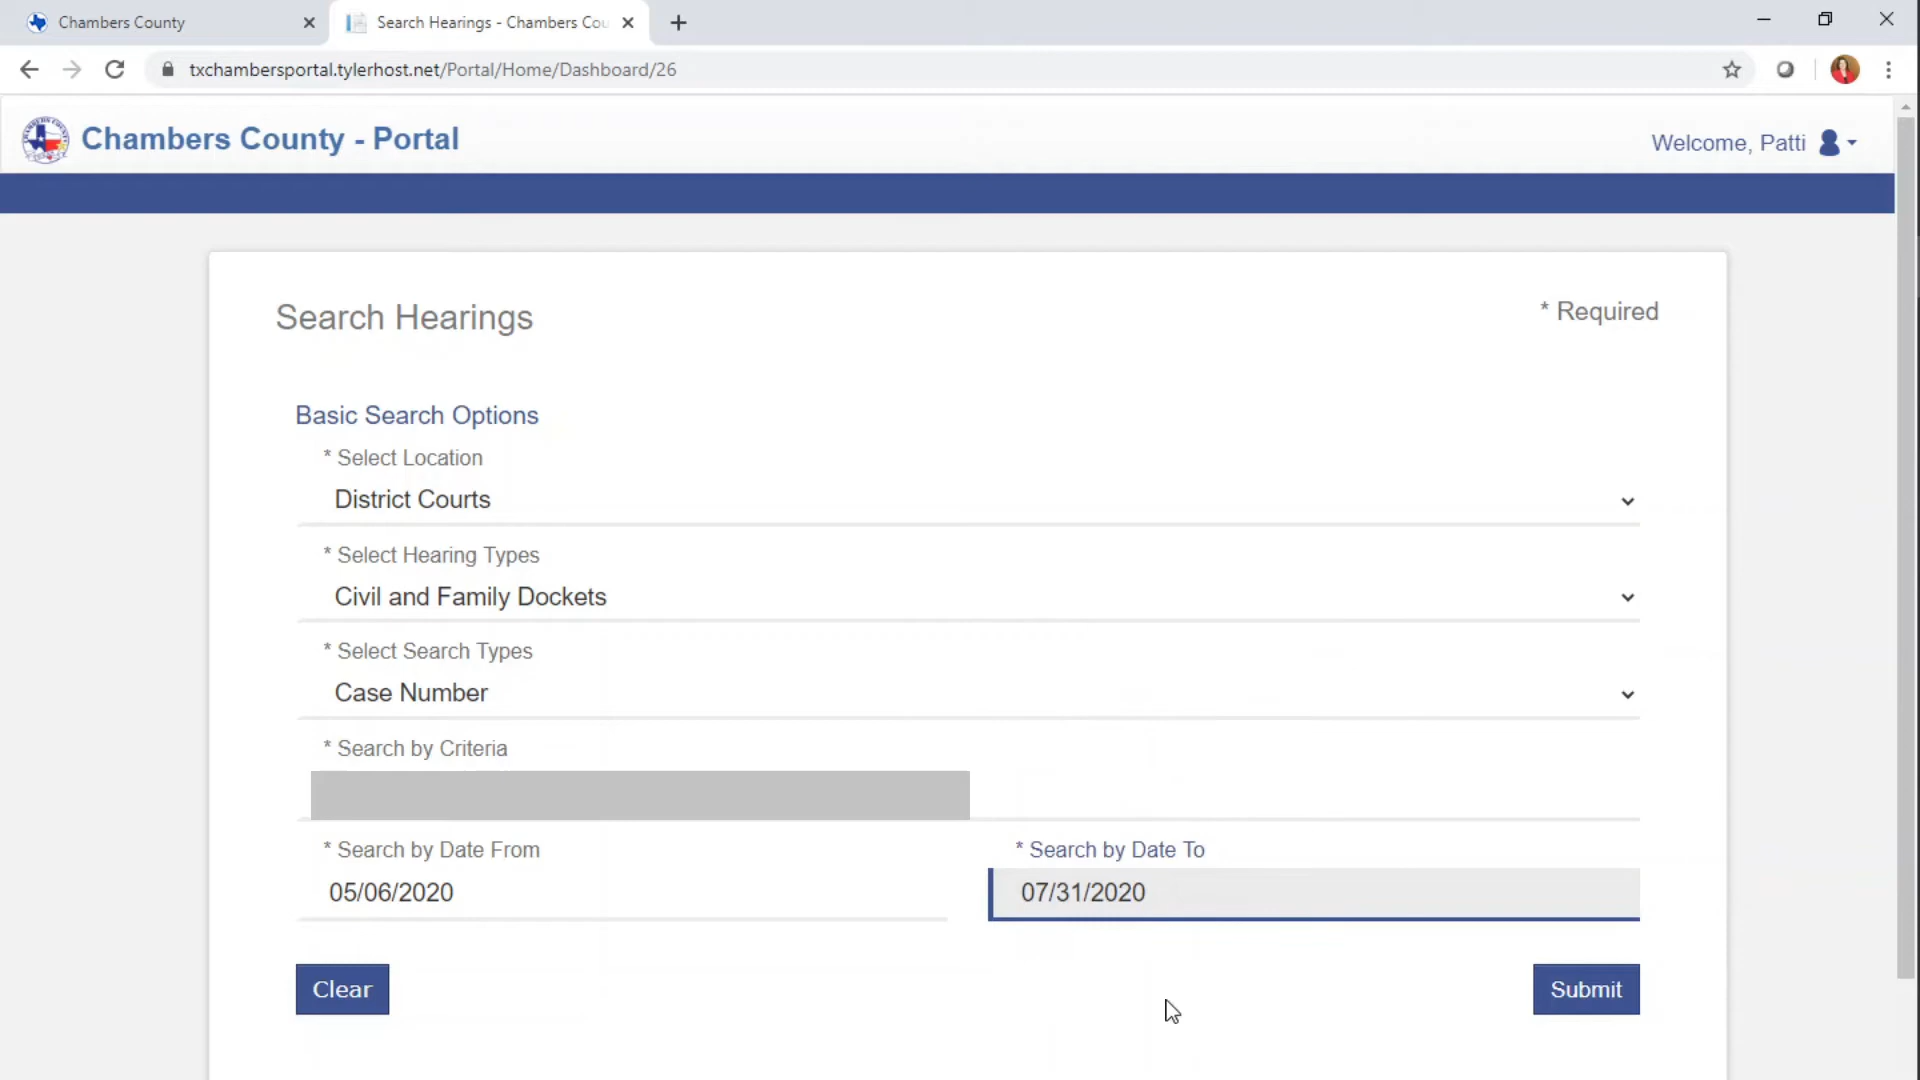 Chambers County
Search Hearings - Chambers Cou
txchambersportal.tylerhost.net/Portal/Home/Dashboard/26
Chambers County - Portal
Welcome, Patti
Search Hearings
* Required
Basic Search Options
* Select Location
District Courts
* Select Hearing Types
Civil and Family Dockets
* Select Search Types
Case Number
* Search by Criteria
* Search by Date From
* Search by Date To
05/06/2020
07/31/2020
Clear
Submit